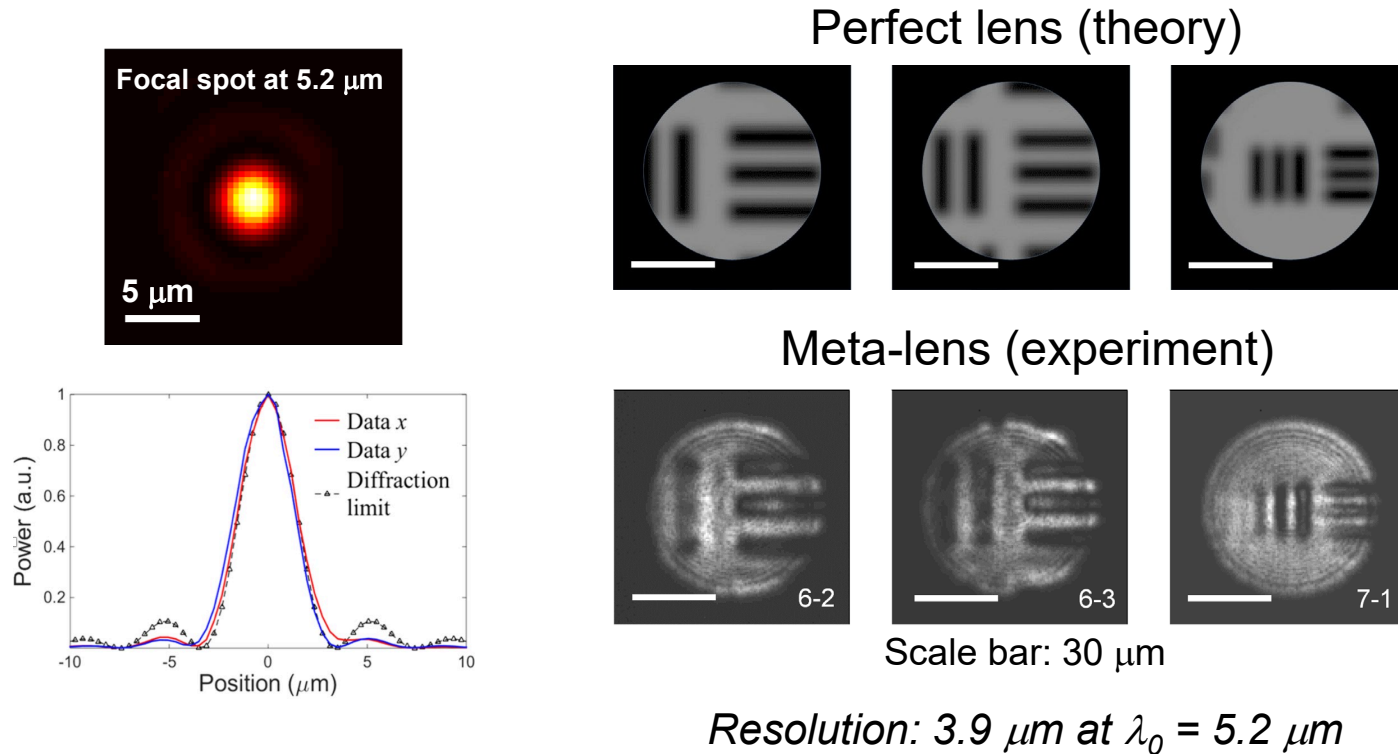 Focal spot at 5.2 μm
5 μm
1
0.8
0.6
0.4
0.2
Power (a.u.)
Data x
Data y
Diffraction
limit
-10
-5
0
5
10
Position (μm)
Perfect lens (theory)
Meta-lens (experiment)
6-2
6-3
7-1
Scale bar: 30 μm
Resolution: 3.9 μm at λ0 = 5.2 μm